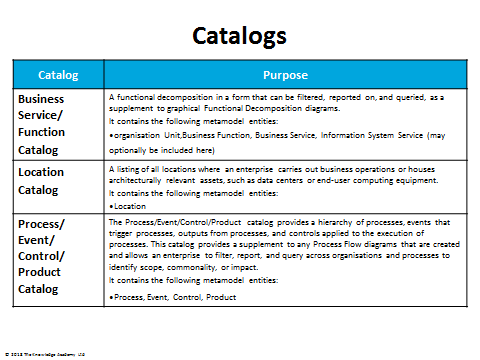 Catalogs
Catalog
Purpose
Business
Service/
Function
Catalog
A functional decomposition in a form that can be filtered, reported on, and queried, as a
supplement to graphical Functional Decomposition diagrams.
It contains the following metamodel entities:
•organisation Unit,Business Function, Business Service, Information System Service (may
optionally be included here)
Location
Catalog
A listing of all locations where an enterprise carries out business operations or houses
architecturally relevant assets, such as data centers or end-user computing equipment.
It contains the following metamodel entities:
•Location
Process/
Event/
Control/
Product
Catalog
The Process/Event/Control/Product catalog provides a hierarchy of processes, events that
trigger processes, outputs from processes, and controls applied to the execution of
processes. This catalog provides a supplement to any Process Flow diagrams that are created
and allows an enterprise to filter, report, and query across organisations and processes to
identify scope, commonality, or impact.
It contains the following metamodel entities:
•Process, Event, Control, Product
© 2018 The Knowledge Academy Ltd